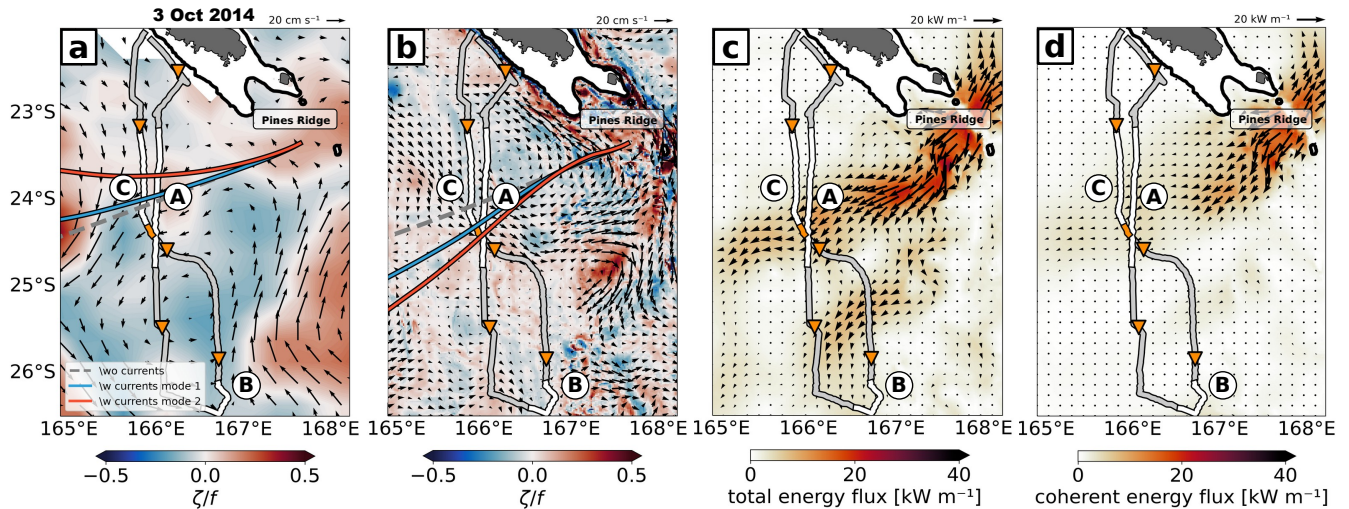 3 Oct 2014
20 cm s⁻¹
20 cm s⁻¹
20 kW m⁻¹
20 kW m⁻¹
a
b
c
d
23°S
24°S
25°S
26°S
Pines Ridge
Pines Ridge
Pines Ridge
Pines Ridge
C
A
C
A
C
A
C
A
\wo currents
\w currents mode 1
\w currents mode 2
B
B
B
B
165°E 166°E 167°E 168°E
165°E 166°E 167°E 168°E
165°E 166°E 167°E 168°E
165°E 166°E 167°E 168°E
−0.5 0.0 0.5
ζ/f
−0.5 0.0 0.5
ζ/f
0 20 40
total energy flux [kW m⁻¹]
0 20 40
coherent energy flux [kW m⁻¹]